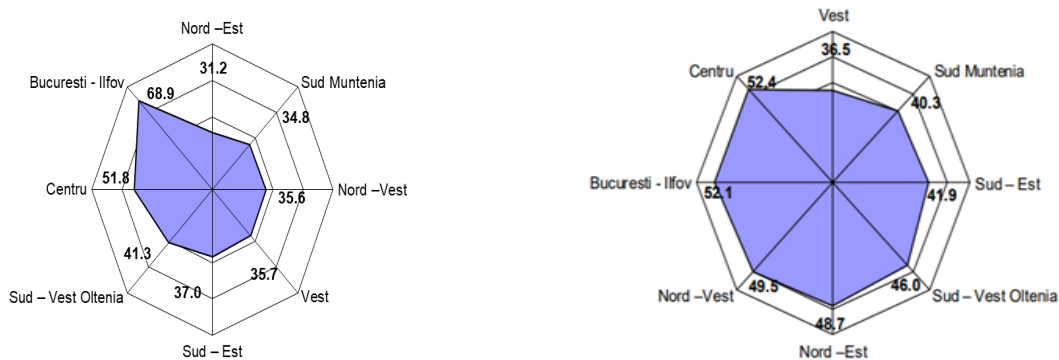 Nord –Est
31.2
Bucuresti - Ilfov
68.9
Sud Muntenia
34.8
Centru
51.8
Nord –Vest
35.6
41.3
35.7
Sud – Vest Oltenia
37.0
Vest
Sud – Est
Vest
36.5
Centru
52.4
Sud Muntenia
40.3
Bucuresti - Ilfov
52.1
Sud – Est
41.9
Nord –Vest
49.5
46.0
Sud – Vest Oltenia
48.7
Nord –Est